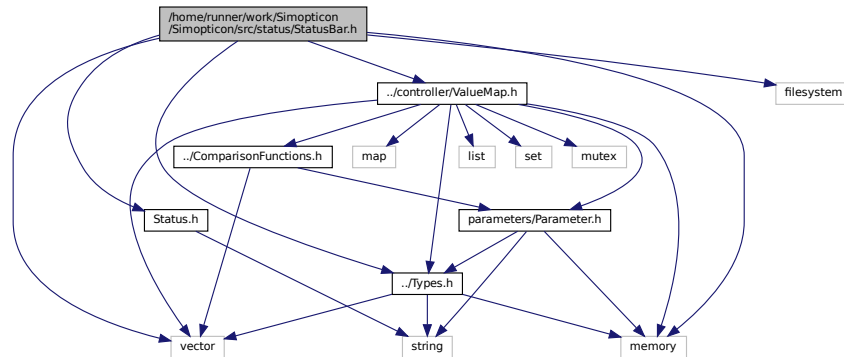 /home/runner/work/Simopticon
/Simopticon/src/status/StatusBar.h
../controller/ValueMap.h
filesystem
../ComparisonFunctions.h
map
list
set
mutex
Status.h
parameters/Parameter.h
../Types.h
vector
string
memory